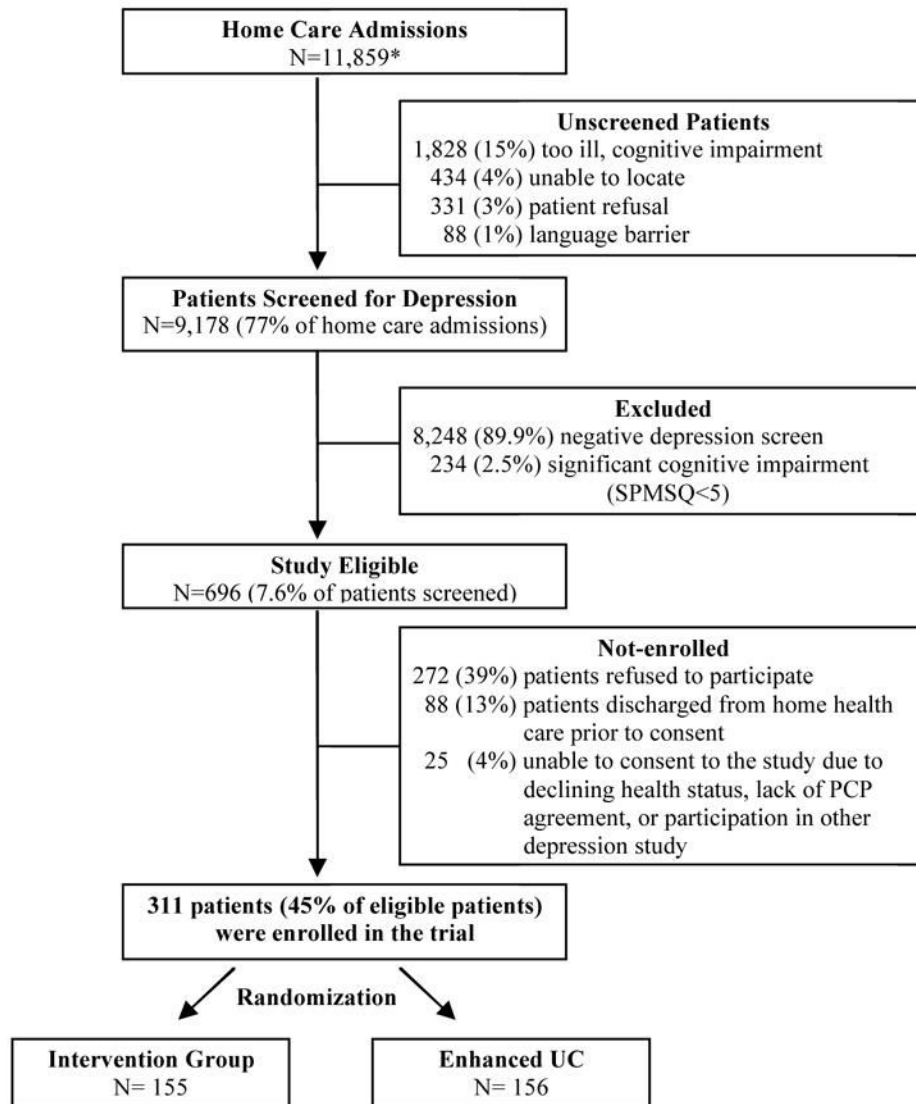 Home Care Admissions
N=11,859*
Unscreened Patients
1,828 (15%) too ill, cognitive impairment
434 (4%) unable to locate
331 (3%) patient refusal
88 (1%) language barrier
Patients Screened for Depression
N=9,178 (77% of home care admissions)
Excluded
8,248 (89.9%) negative depression screen
234 (2.5%) significant cognitive impairment
(SPMSQ<5)
Study Eligible
N=696 (7.6% of patients screened)
Not-enrolled
272 (39%) patients refused to participate
88 (13%) patients discharged from home health
care prior to consent
25 (4%) unable to consent to the study due to
declining health status, lack of PCP
agreement, or participation in other
depression study
311 patients (45% of eligible patients)
were enrolled in the trial
Randomization
Intervention Group
N= 155
Enhanced UC
N= 156